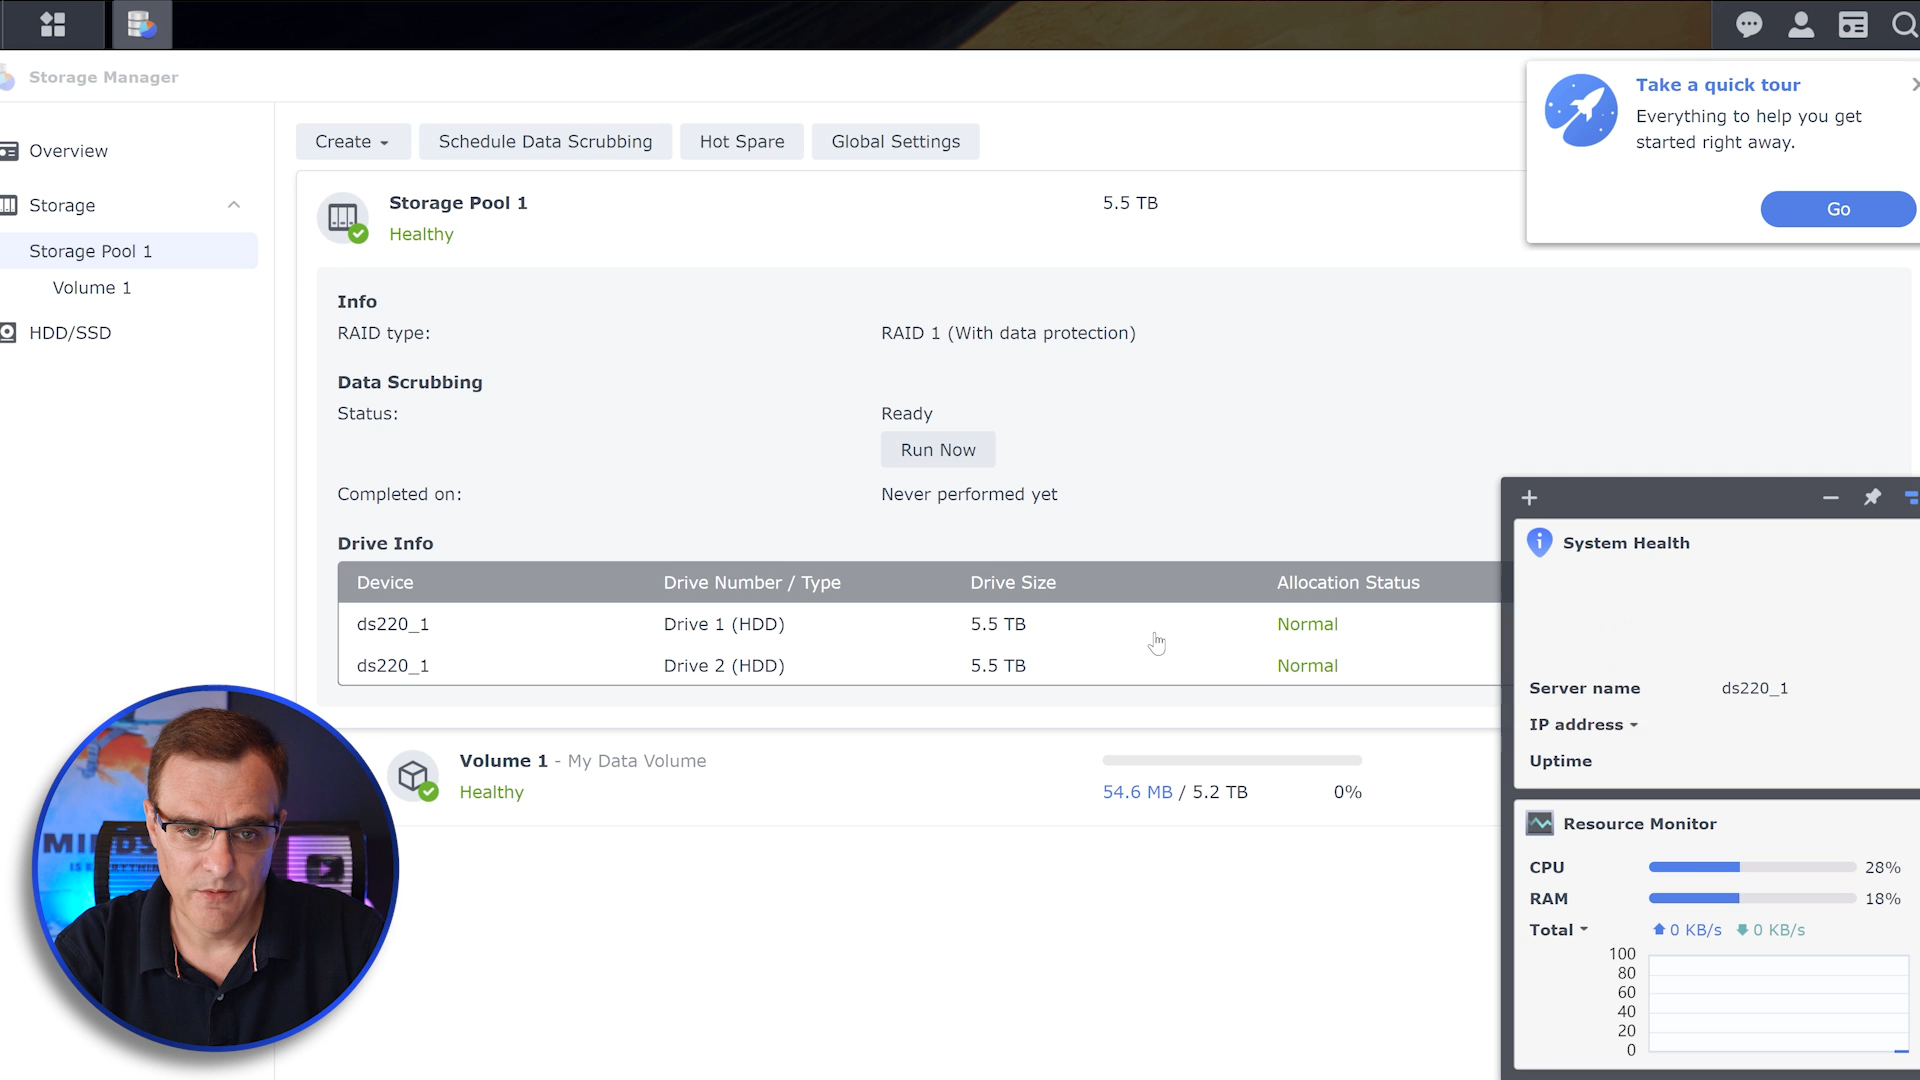 Storage Manager
Take a quick tour
Everything to help you get
started right away.
Go
Overview
Storage
Storage Pool 1
Volume 1
HDD/SSD
Create
Schedule Data Scrubbing
Hot Spare
Global Settings
Storage Pool 1
5.5 TB
Healthy
Info
RAID type:
RAID 1 (With data protection)
Data Scrubbing
Status:
Ready
Run Now
Completed on:
Never performed yet
Drive Info
Device
Drive Number / Type
Drive Size
Allocation Status
ds220_1
Drive 1 (HDD)
5.5 TB
Normal
ds220_1
Drive 2 (HDD)
5.5 TB
Normal
Volume 1 - My Data Volume
Healthy
54.6 MB / 5.2 TB
0%
System Health
Server name
ds220_1
IP address
Uptime
Resource Monitor
CPU
28%
RAM
18%
Total
0 KB/s
0 KB/s
100
80
60
40
20
0